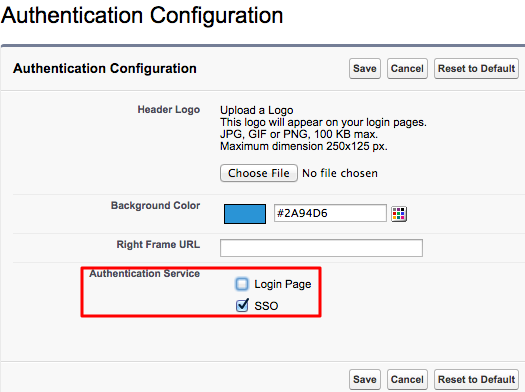 Authentication Configuration
Authentication Configuration Save Cancel Reset to Default
Header Logo Upload a Logo
This logo will appear on your login pages.
JPG, GIF or PNG, 100 KB max.
Maximum dimension 250x125 px.
Choose File No file chosen
Background Color #2A94D6
Right Frame URL
Authentication Service
Login Page
SSO
Save Cancel Reset to Default